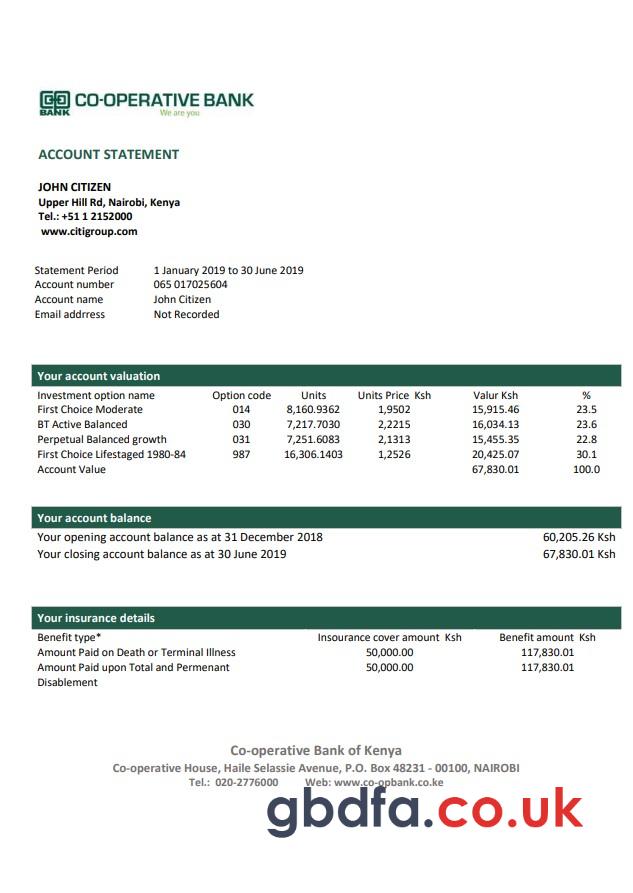 CO-OPERATIVE BANK
BANK
We are you
ACCOUNT STATEMENT
JOHN CITIZEN
Upper Hill Rd, Nairobi, Kenya
Tel.: +51 1 2152000
www.citigroup.com
Statement Period 1 January 2019 to 30 June 2019
Account number 065 017025604
Account name John Citizen
Email addrress Not Recorded
Your account valuation
Investment option name Option code Units Units Price Ksh Valur Ksh %
First Choice Moderate 014 8,160.9362 1,9502 15,915.46 23.5
BT Active Balanced 030 7,217.7030 2,2215 16,034.13 23.6
Perpetual Balanced growth 031 7,251.6083 2,1313 15,455.35 22.8
First Choice Lifestaged 1980-84 987 16,306.1403 1,2526 20,425.07 30.1
Account Value 67,830.01 100.0
Your account balance
Your opening account balance as at 31 December 2018 60,205.26 Ksh
Your closing account balance as at 30 June 2019 67,830.01 Ksh
Your insurance details
Benefit type* Insourance cover amount Ksh Benefit amount Ksh
Amount Paid on Death or Terminal Illness 50,000.00 117,830.01
Amount Paid upon Total and Permenant 50,000.00 117,830.01
Disablement
Co-operative Bank of Kenya
Co-operative House, Haile Selassie Avenue, P.O. Box 48231 - 00100, NAIROBI
Tel.: 020-2776000 Web: www.co-opbank.co.ke
gbdfa.co.uk